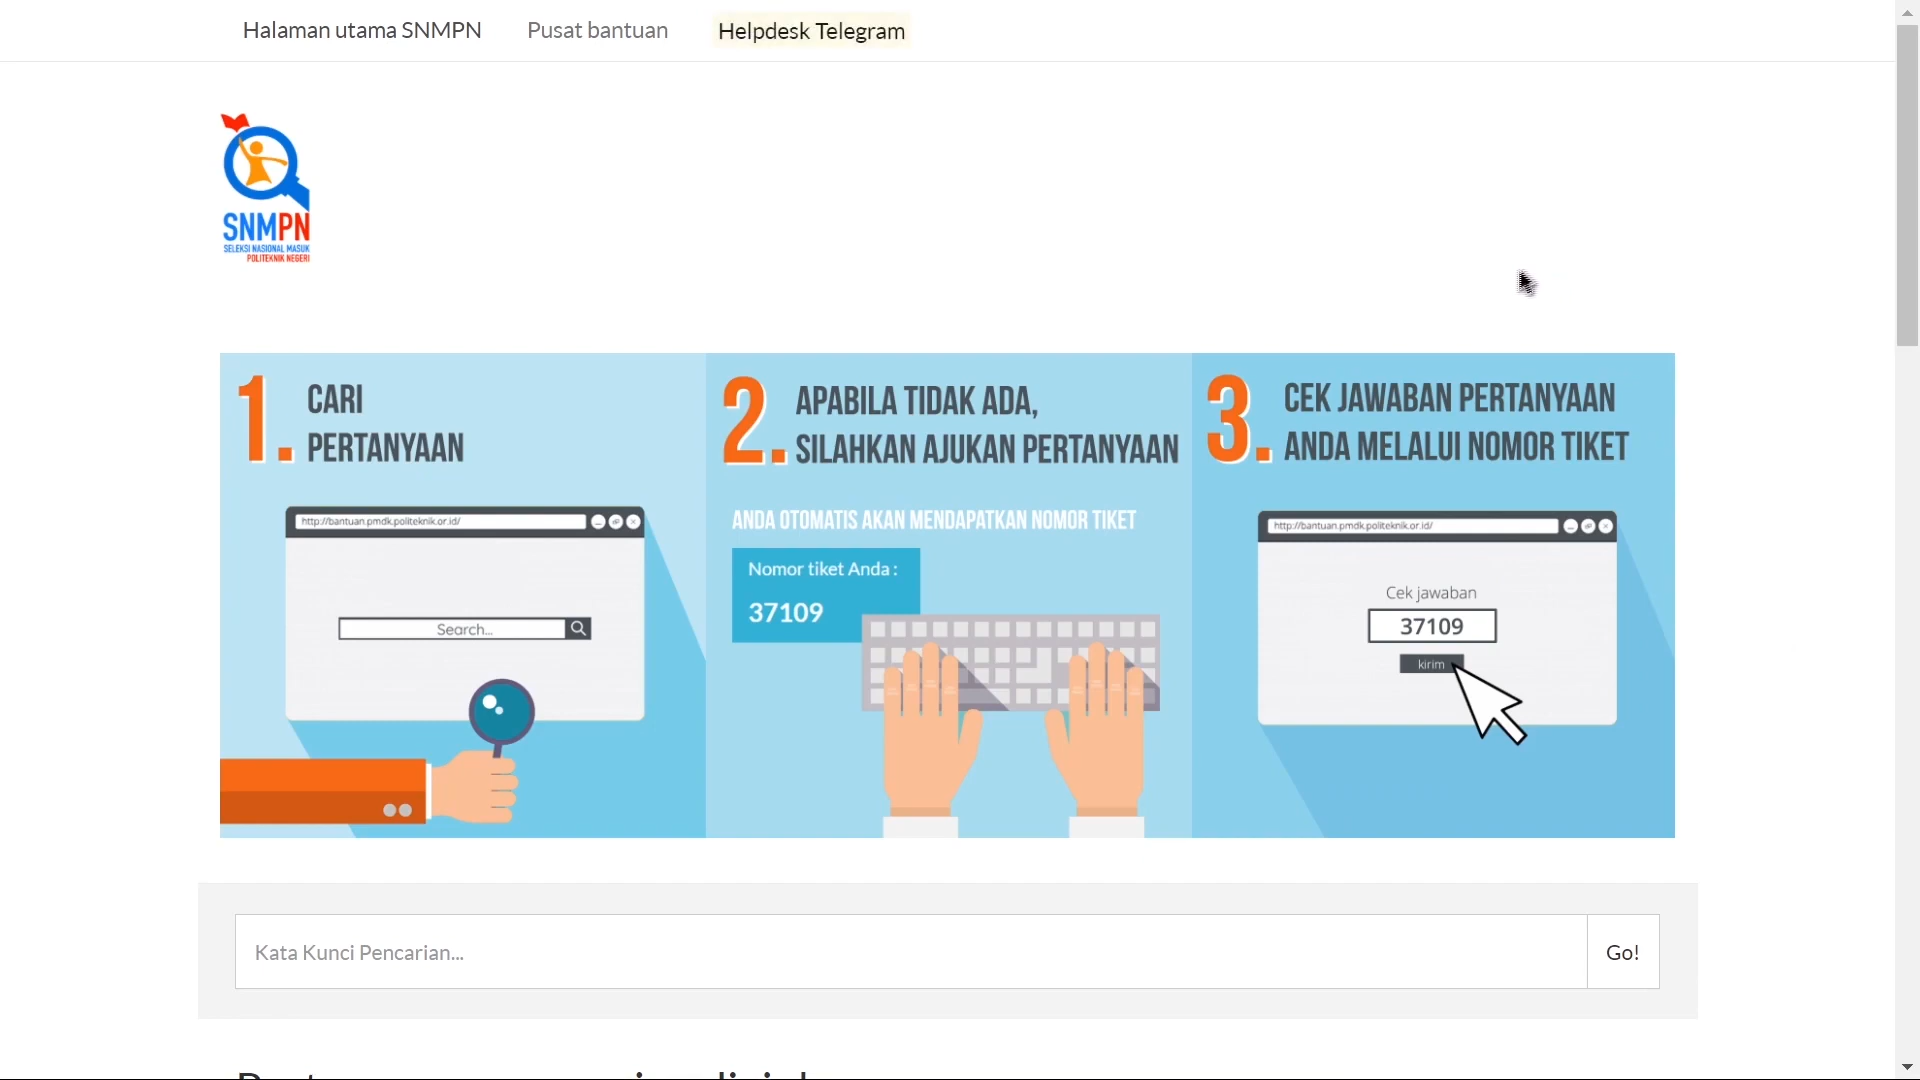 Halaman utama SNMPN
Pusat bantuan
Helpdesk Telegram
SNMPN
SELEKSI NASIONAL MASUK
POLITEKNIK NEGERI
1. CARI
PERTANYAAN
http://bantuan.pmdk.politeknik.or.id/
Search...
2. APABILA TIDAK ADA,
SILAHKAN AJUKAN PERTANYAAN
ANDA OTOMATIS AKAN MENDAPATKAN NOMOR TIKET
Nomor tiket Anda :
37109
3. CEK JAWABAN PERTANYAAN
ANDA MELALUI NOMOR TIKET
http://bantuan.pmdk.politeknik.or.id/
Cek jawaban
37109
kirim
Kata Kunci Pencarian...
Go!